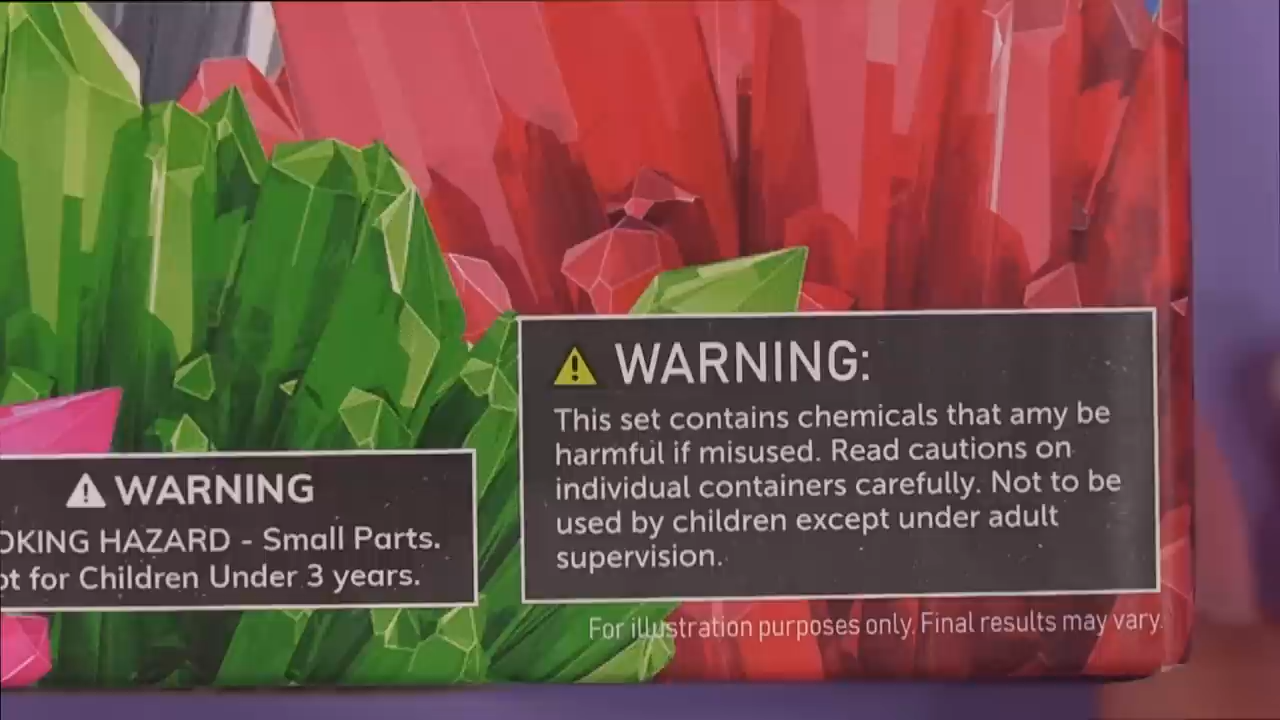 WARNING:
This set contains chemicals that amy be
harmful if misused. Read cautions on
individual containers carefully. Not to be
used by children except under adult
supervision.
WARNING
OKING HAZARD - Small Parts.
ot for Children Under 3 years.
For illustration purposes only. Final results may vary.